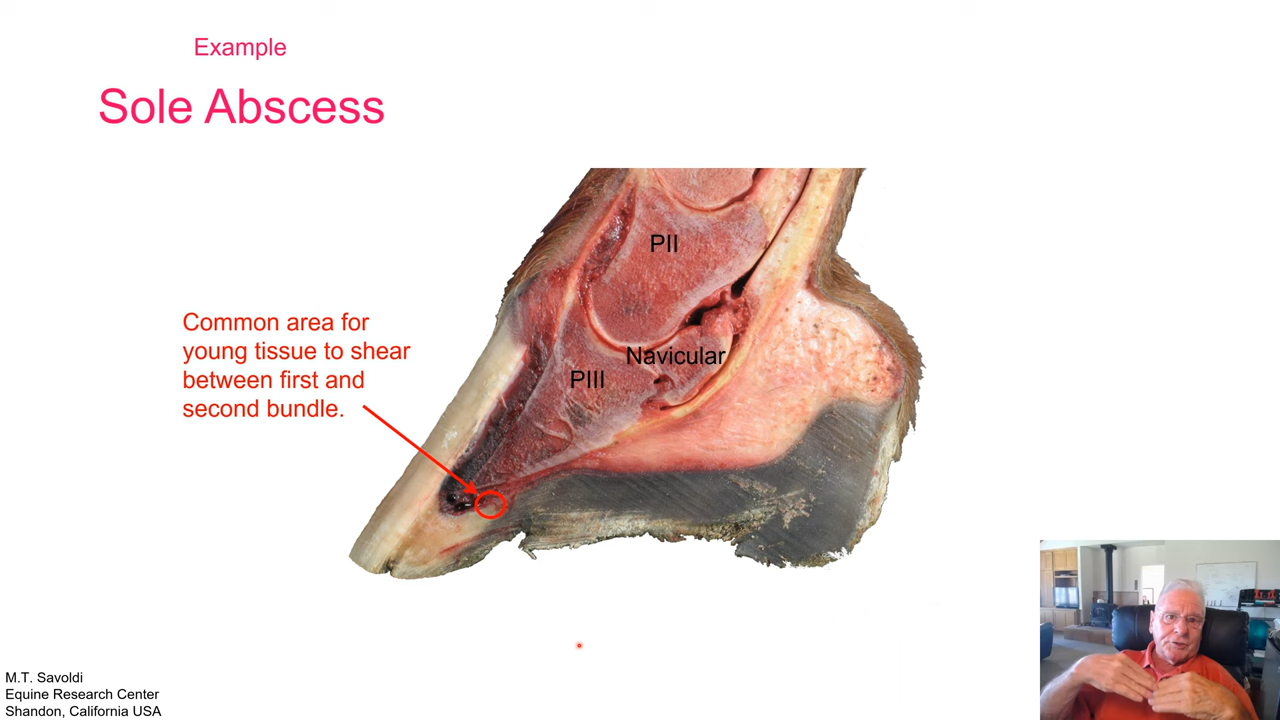 Example
Sole Abscess
PII
Common area for
young tissue to shear
between first and
second bundle.
Navicular
PIII
M.T. Savoldi
Equine Research Center
Shandon, California USA